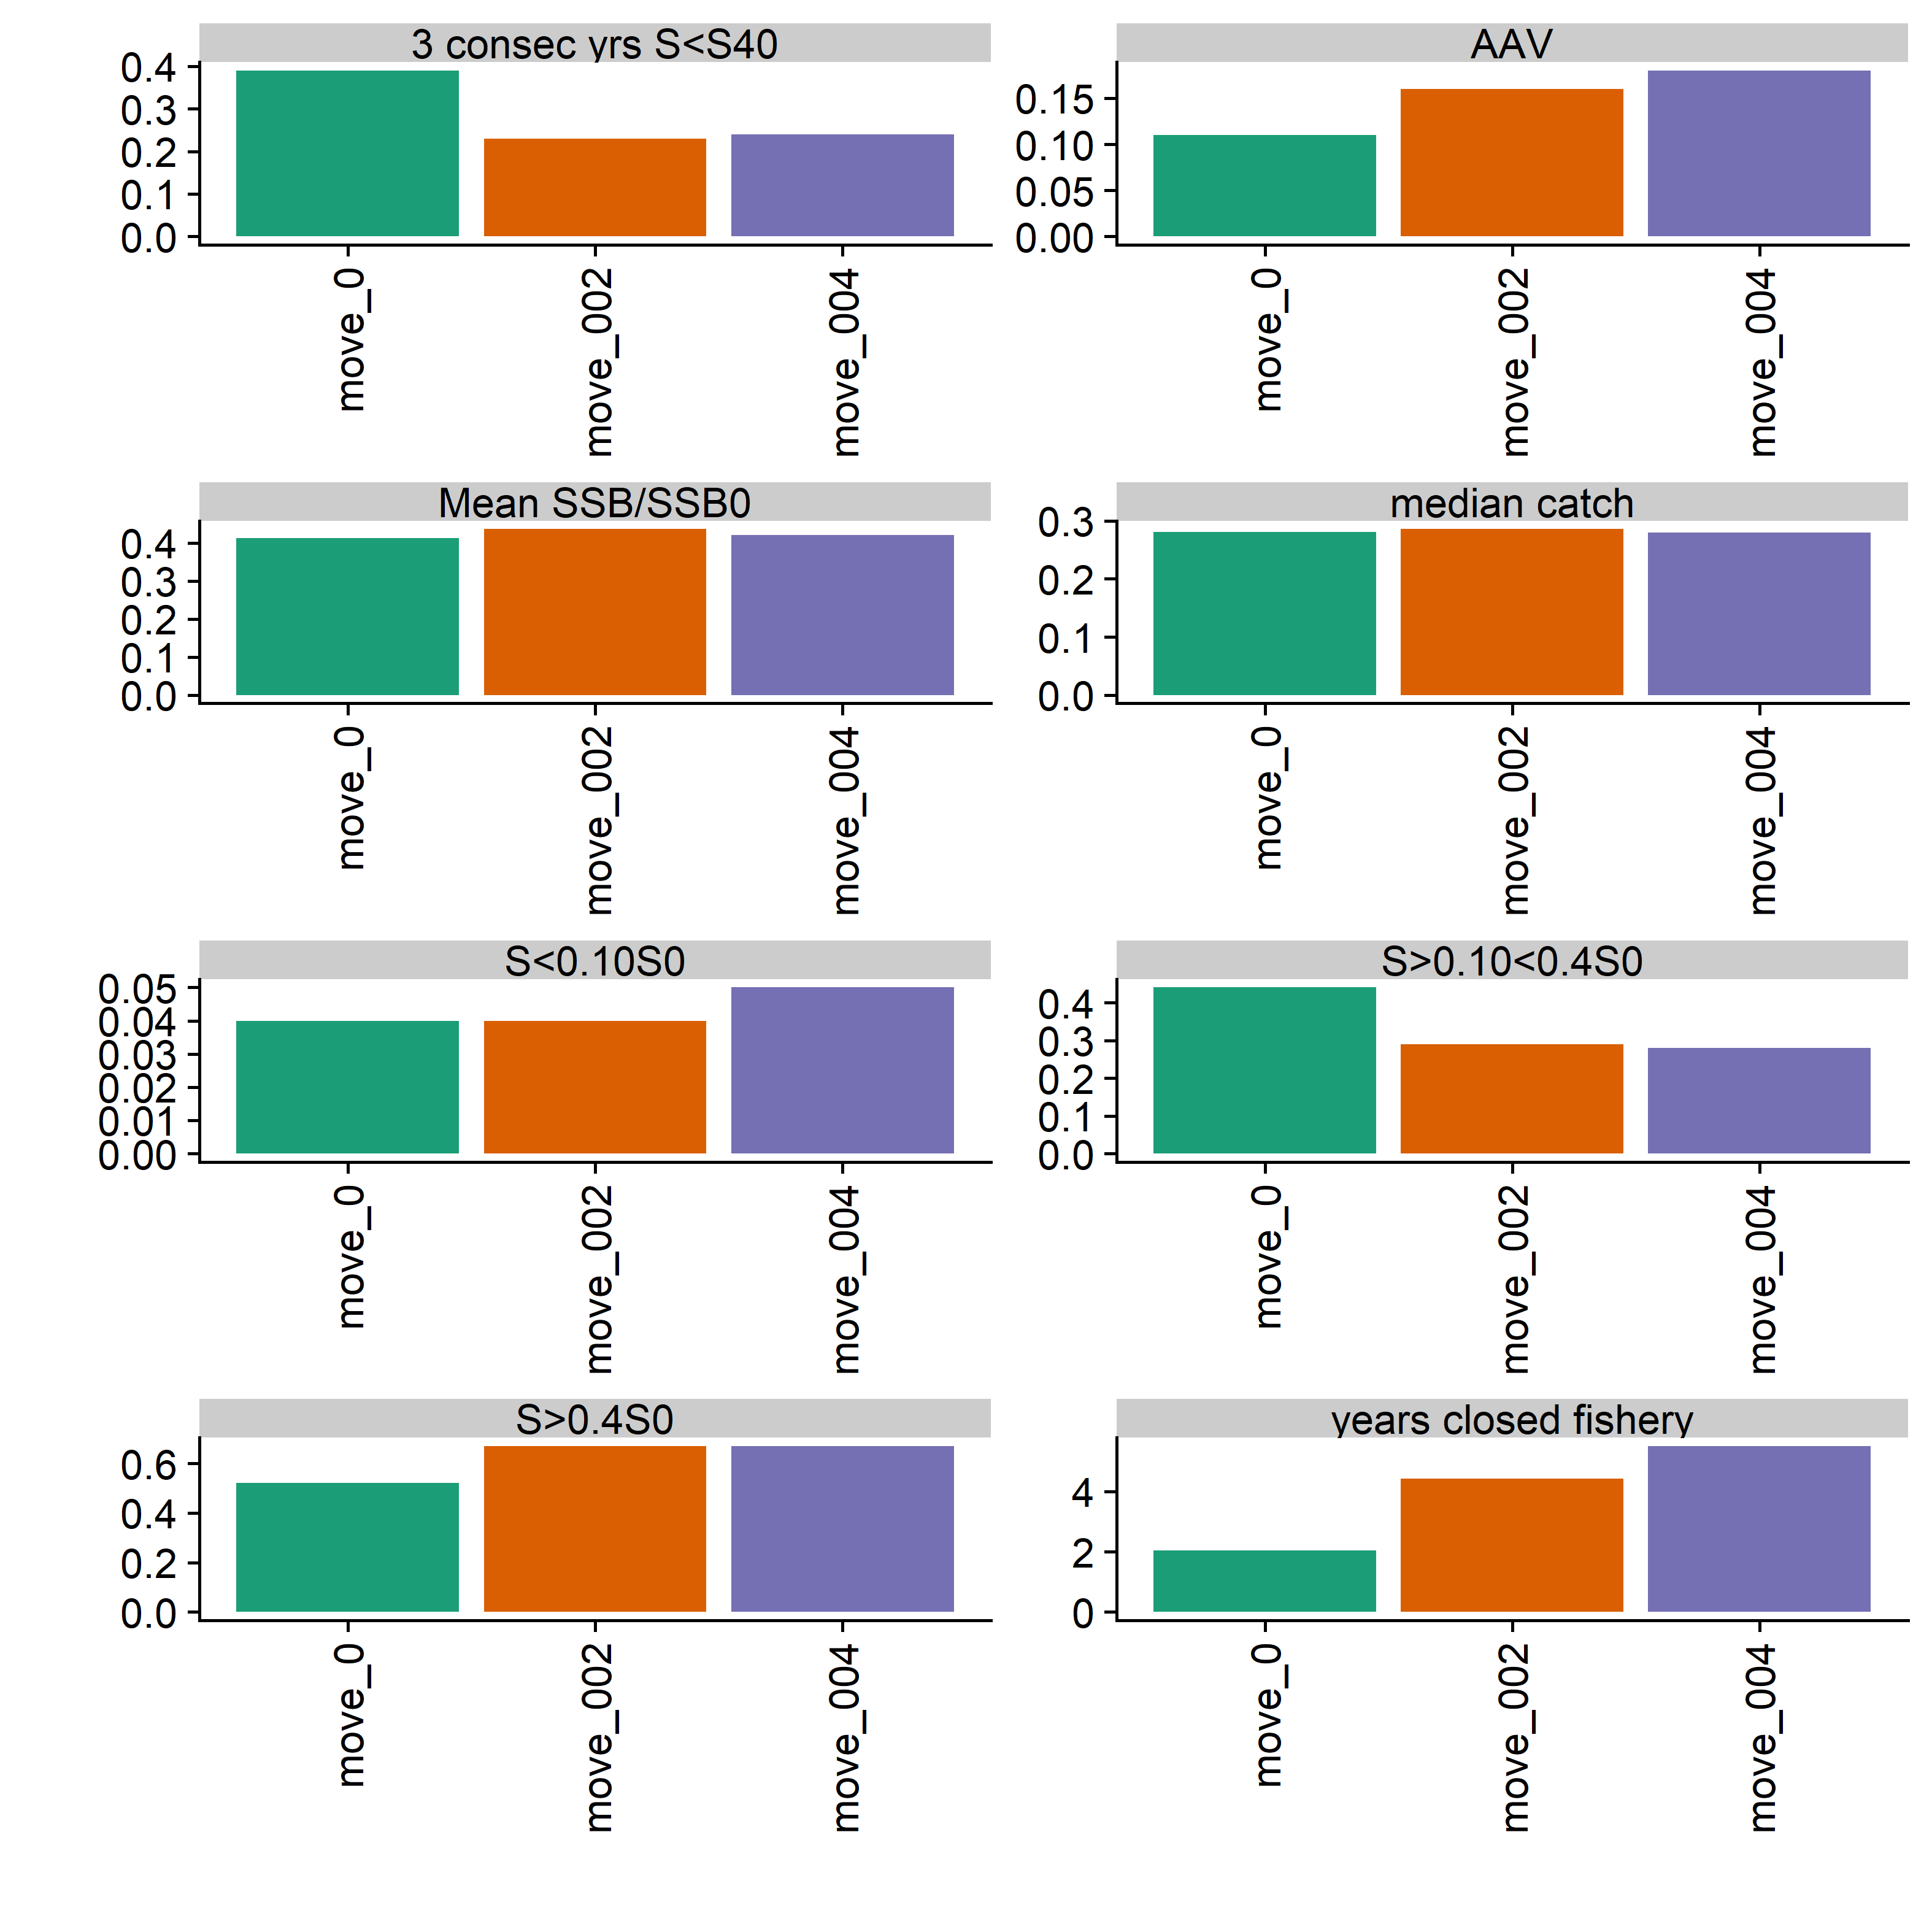 3 consec yrs S<S40
0.4
0.3
0.2
0.1
0.0
move_0
move_002
move_004
AAV
0.15
0.10
0.05
0.00
move_0
move_002
move_004
Mean SSB/SSB0
0.4
0.3
0.2
0.1
0.0
move_0
move_002
move_004
median catch
0.3
0.2
0.1
0.0
move_0
move_002
move_004
S<0.10S0
0.05
0.04
0.03
0.02
0.01
0.00
move_0
move_002
move_004
S>0.10<0.4S0
0.4
0.3
0.2
0.1
0.0
move_0
move_002
move_004
S>0.4S0
0.6
0.4
0.2
0.0
move_0
move_002
move_004
years closed fishery
4
2
0
move_0
move_002
move_004